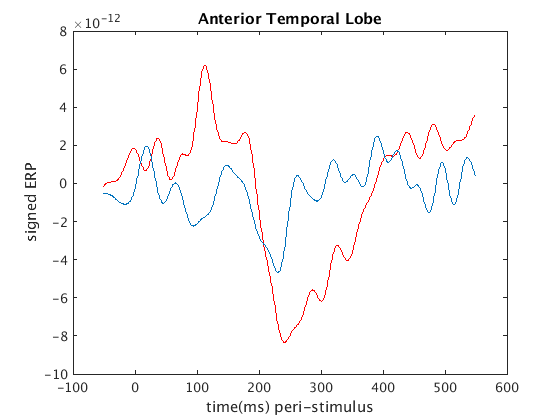 Anterior Temporal Lobe
×10⁻¹²
8
6
4
2
0
−2
−4
−6
−8
−10
signed ERP
−100 0 100 200 300 400 500 600
time(ms) peri-stimulus